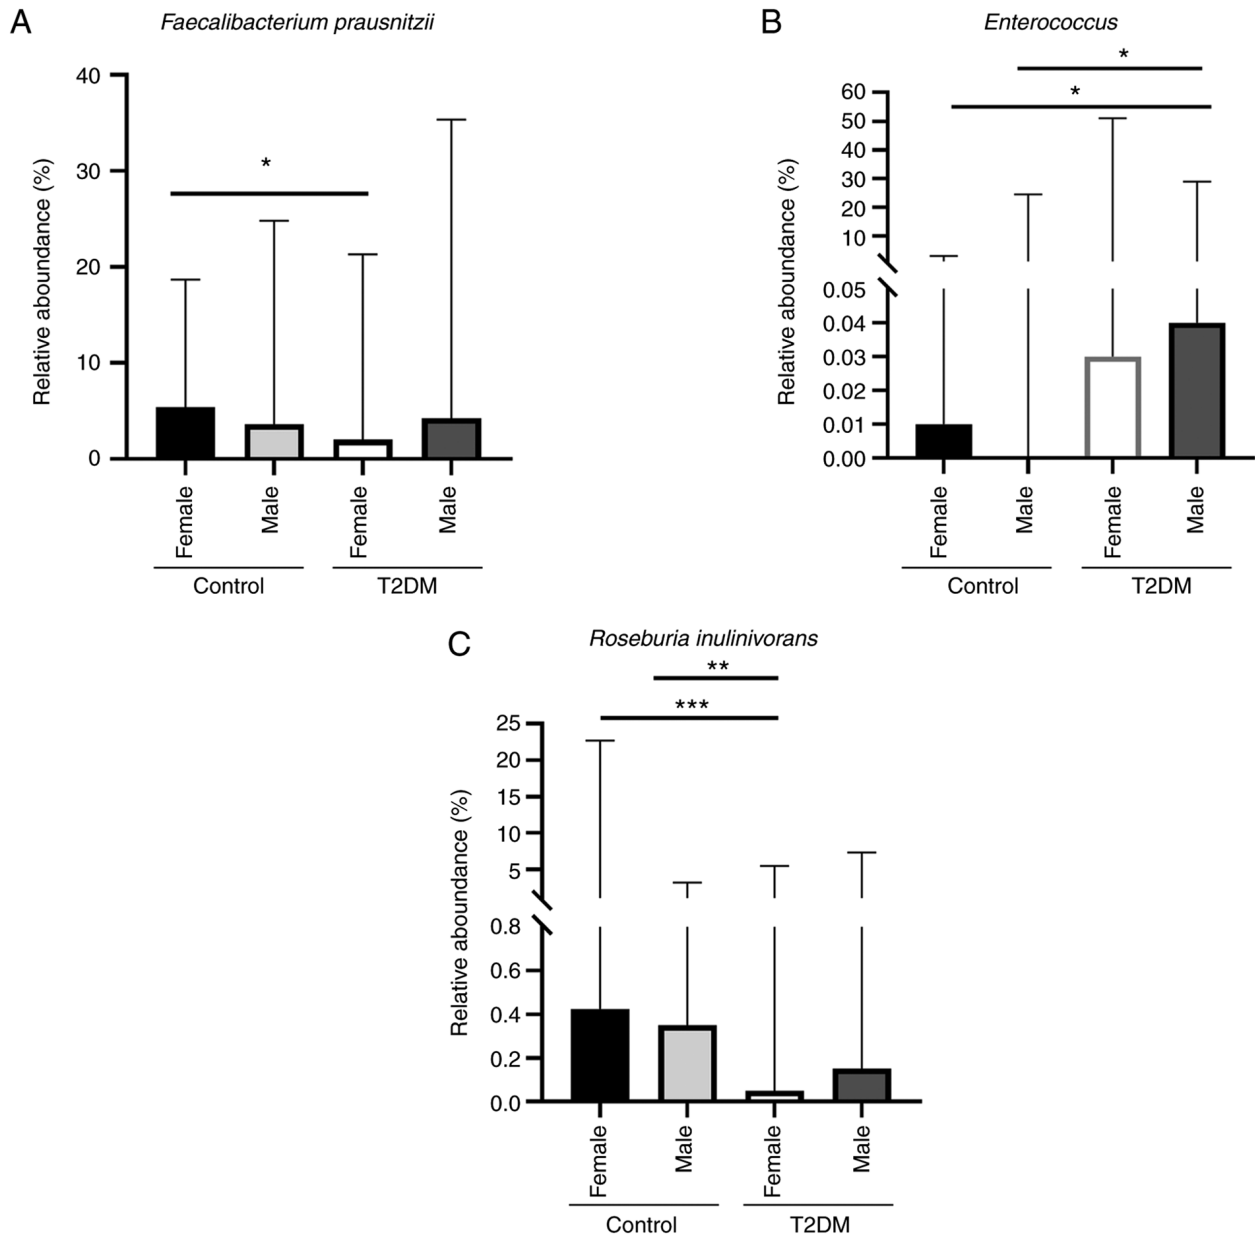 A
Faecalibacterium prausnitzii
Relative aboundance (%)
40
30
20
10
0
*
Female
Male
Female
Male
Control
T2DM
B
Enterococcus
Relative aboundance (%)
60
50
40
30
20
10
0.05
0.04
0.03
0.02
0.01
0.00
*
*
Female
Male
Female
Male
Control
T2DM
C
Roseburia inulinivorans
Relative aboundance (%)
25
20
15
10
5
0.8
0.6
0.4
0.2
0.0
**
***
Female
Male
Female
Male
Control
T2DM